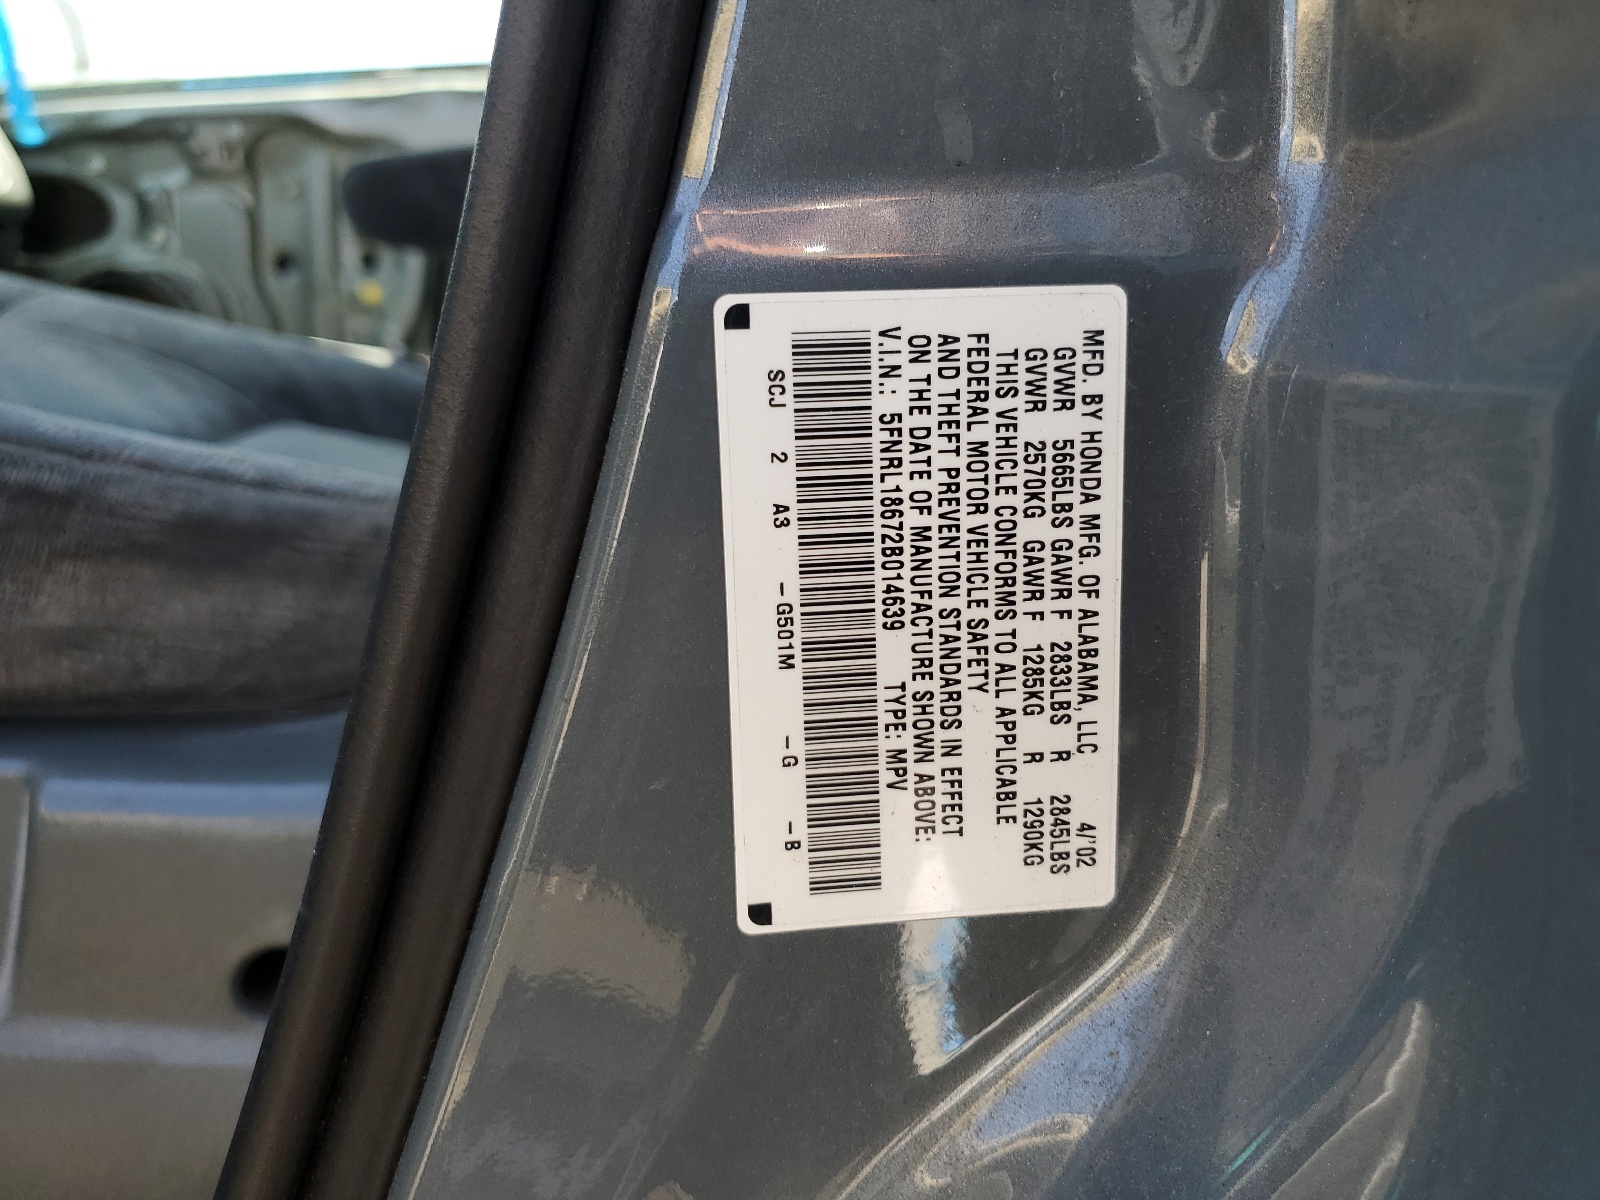 MFD. BY HONDA MFG. OF ALABAMA, LLC 4/'02
GVWR 5665LBS GAWR F 2833LBS R 2845LBS
GVWR 2570KG GAWR F 1285KG R 1290KG
THIS VEHICLE CONFORMS TO ALL APPLICABLE
FEDERAL MOTOR VEHICLE SAFETY
AND THEFT PREVENTION STANDARDS IN EFFECT
ON THE DATE OF MANUFACTURE SHOWN ABOVE:
V.I.N.: 5FNRL18672B014639 TYPE: MPV
SCJ 2 A3 -G501M -G -B